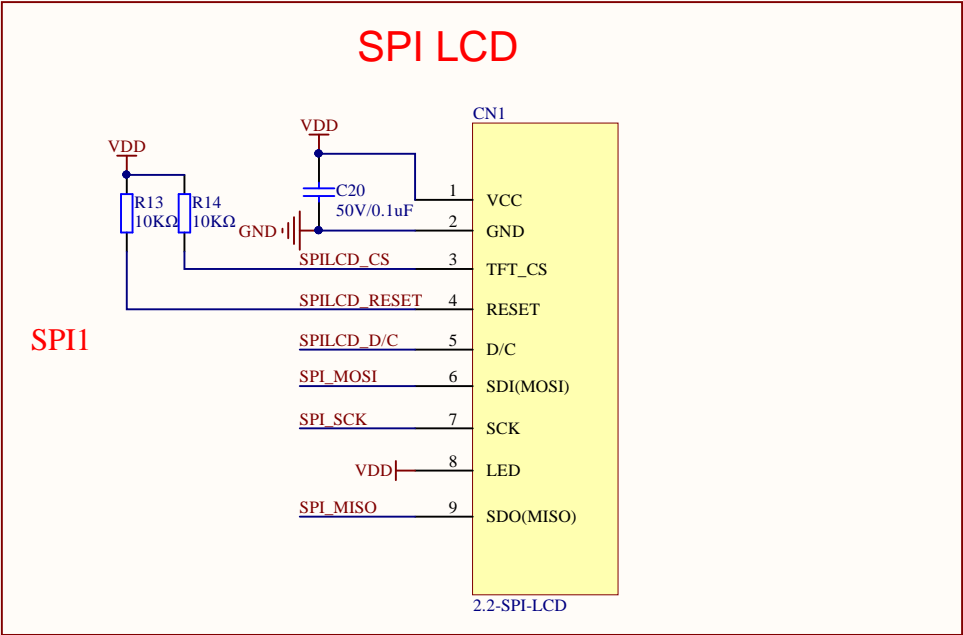 SPI LCD
CN1
VDD
VDD
C20
50V/0.1uF
R13
10KΩ
R14
10KΩ
GND
1 VCC
2 GND
SPILCD_CS 3 TFT_CS
SPILCD_RESET 4 RESET
SPI1
SPILCD_D/C 5 D/C
SPI_MOSI 6 SDI(MOSI)
SPI_SCK 7 SCK
VDD 8 LED
SPI_MISO 9 SDO(MISO)
2.2-SPI-LCD